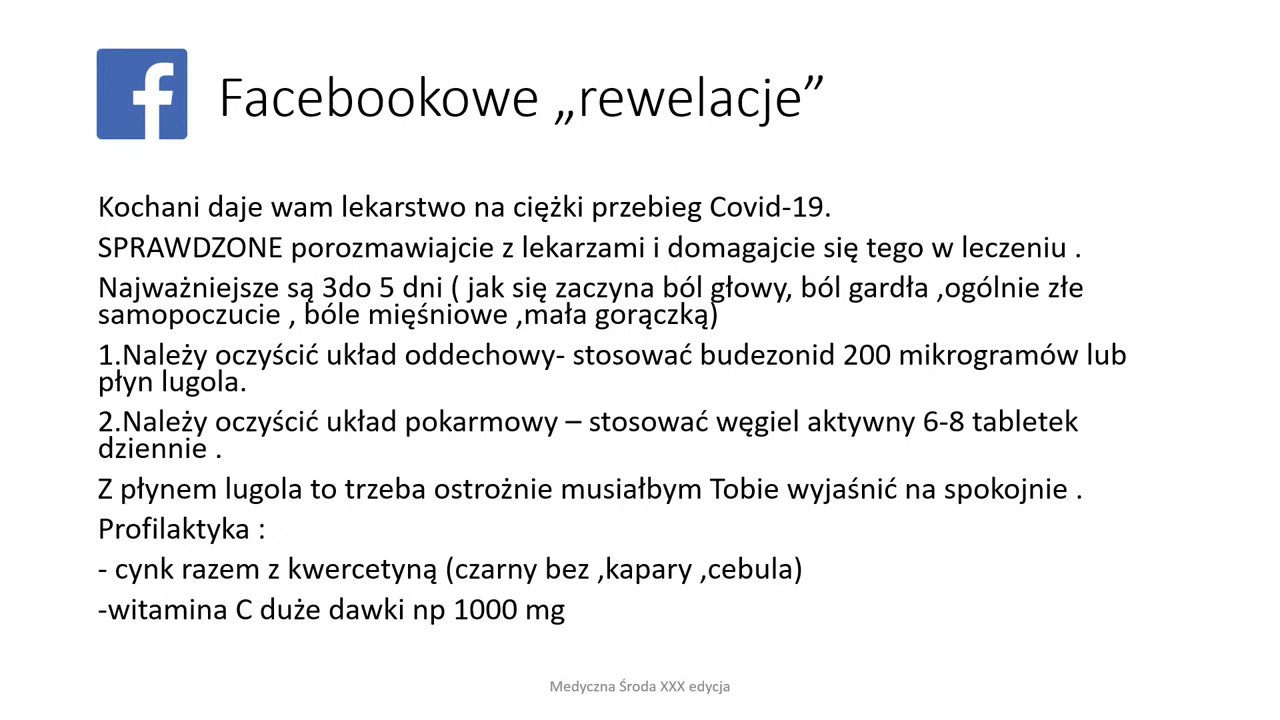 Facebookowe „rewelacje”
Kochani daje wam lekarstwo na ciężki przebieg Covid-19.
SPRAWDZONE porozmawiajcie z lekarzami i domagajcie się tego w leczeniu .
Najważniejsze są 3do 5 dni ( jak się zaczyna ból głowy, ból gardła ,ogólnie złe
samopoczucie , bóle mięśniowe ,mała gorączką)
1.Należy oczyścić układ oddechowy- stosować budezonid 200 mikrogramów lub
płyn lugola.
2.Należy oczyścić układ pokarmowy – stosować węgiel aktywny 6-8 tabletek
dziennie .
Z płynem lugola to trzeba ostrożnie musiałbym Tobie wyjaśnić na spokojnie .
Profilaktyka :
- cynk razem z kwercetyną (czarny bez ,kapary ,cebula)
-witamina C duże dawki np 1000 mg
Medyczna Środa XXX edycja